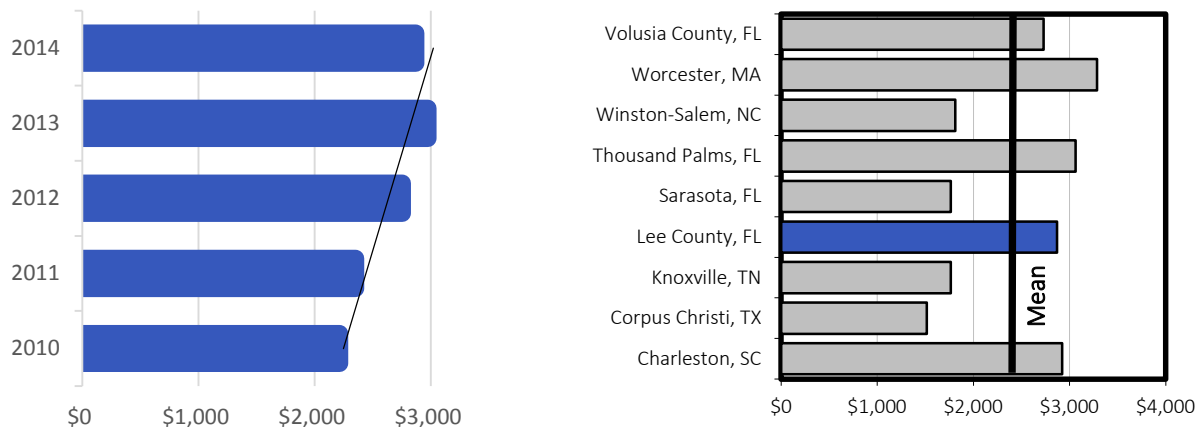 2014
2013
2012
2011
2010
$0 $1,000 $2,000 $3,000
Volusia County, FL
Worcester, MA
Winston-Salem, NC
Thousand Palms, FL
Sarasota, FL
Lee County, FL
Knoxville, TN
Corpus Christi, TX
Charleston, SC
Mean
$0 $1,000 $2,000 $3,000 $4,000